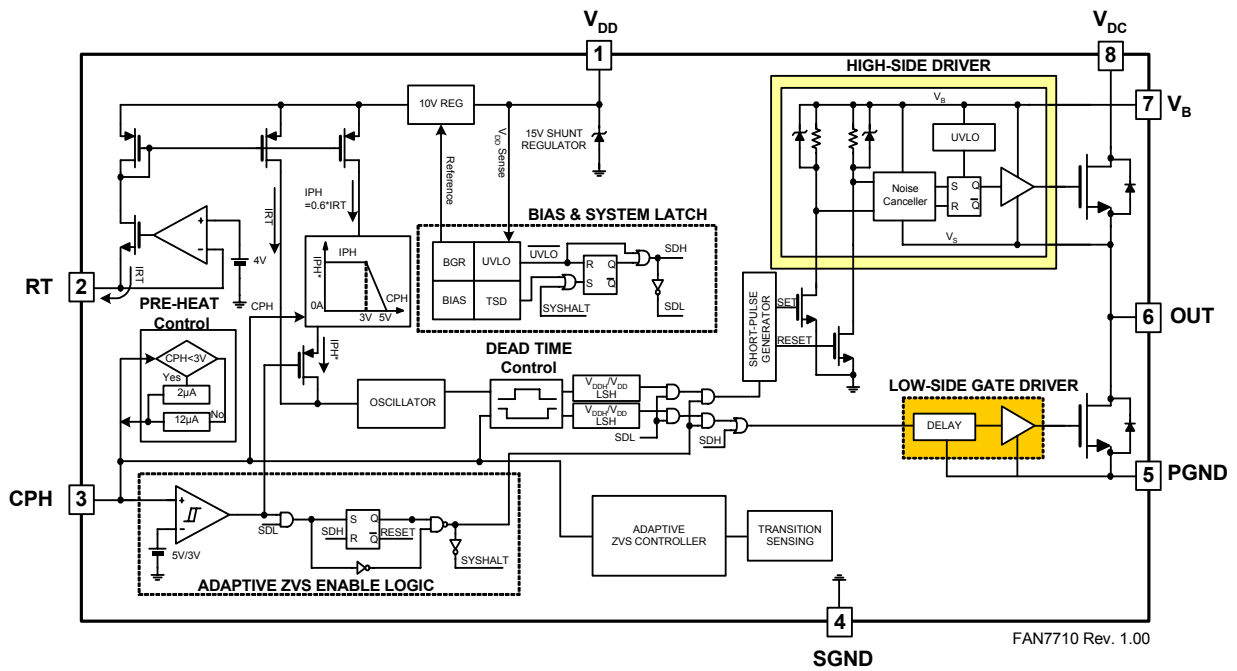 VDD
VDC
1
8
HIGH-SIDE DRIVER
10V REG
VB
7
VB
15V SHUNT
REGULATOR
UVLO
Reference
VDD Sense
IPH
=0.6*IRT
Noise
Canceller
S
Q
R
Q
IRT
BIAS & SYSTEM LATCH
VS
4V
IPH
IPH*
0A
CPH
3V
5V
BGR
UVLO
UVLO
SDH
R
Q
BIAS
TSD
S
Q
SYSHALT
SDL
RT
2
IRT
PRE-HEAT
Control
CPH
SHORT-PULSE
GENERATOR
SET
RESET
6
OUT
CPH<3V
Yes
2µA
12µA
No
IPH*
DEAD TIME
Control
OSCILLATOR
VDDH/VDD
LSH
VDDH/VDD
LSH
SDL
SDH
LOW-SIDE GATE DRIVER
DELAY
5
PGND
CPH
3
+
-
5V/3V
SDL
S
Q
SDH
R
Q
RESET
SYSHALT
ADAPTIVE ZVS ENABLE LOGIC
ADAPTIVE
ZVS CONTROLLER
TRANSITION
SENSING
4
SGND
FAN7710 Rev. 1.00